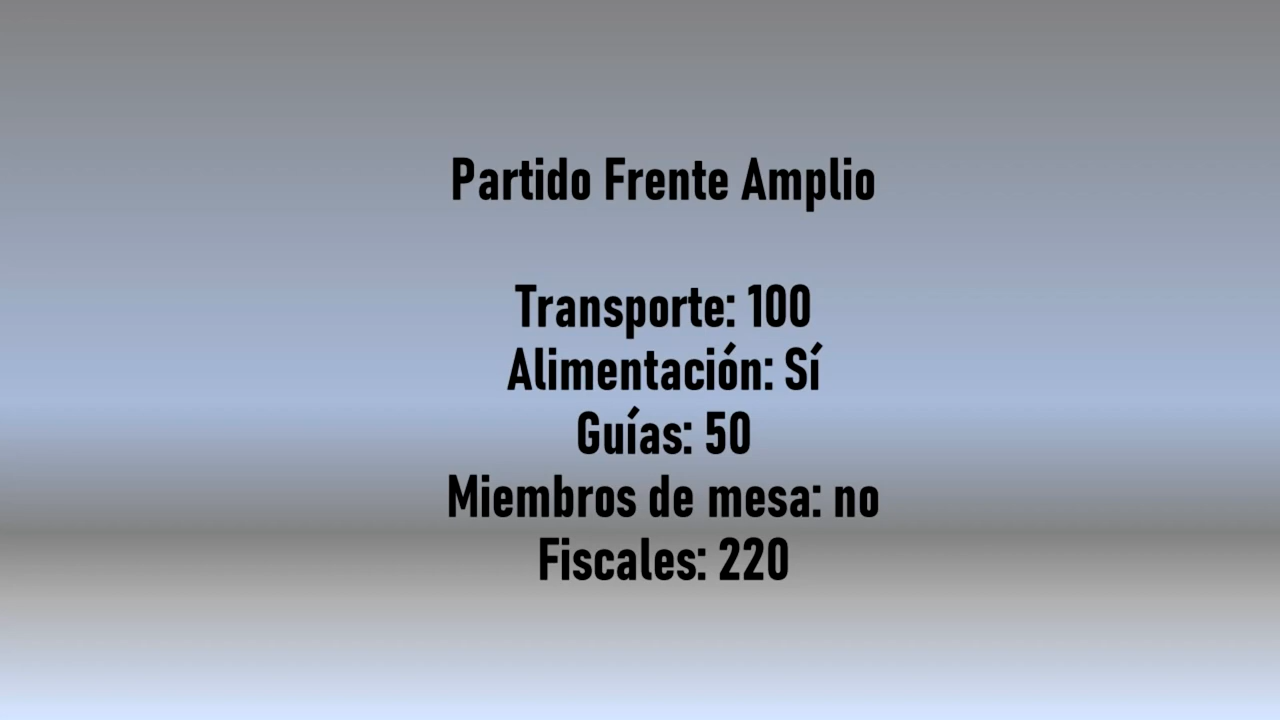 Partido Frente Amplio
Transporte: 100
Alimentación: Sí
Guías: 50
Miembros de mesa: no
Fiscales: 220